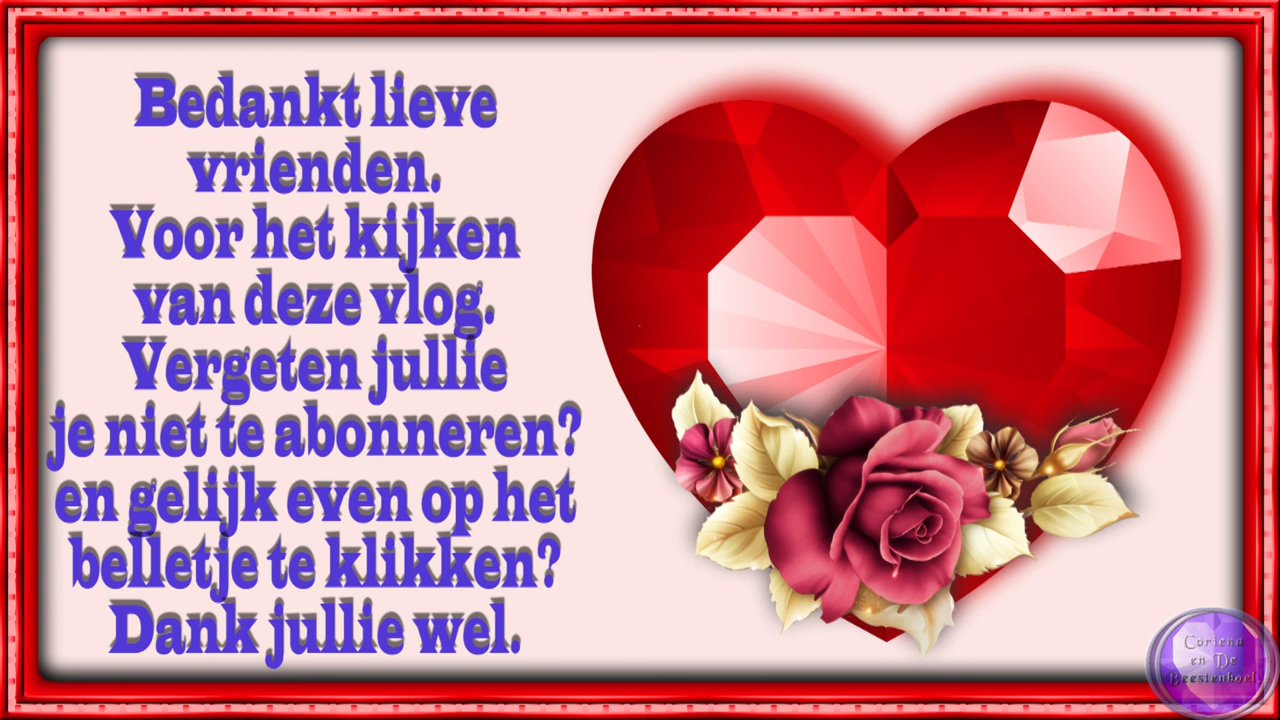 Bedankt lieve
vrienden.
Voor het kijken
van deze vlog.
Vergeten jullie
je niet te abonneren?
en gelijk even op het
belletje te klikken?
Dank jullie wel.
Coriena
en De
Beestenboel